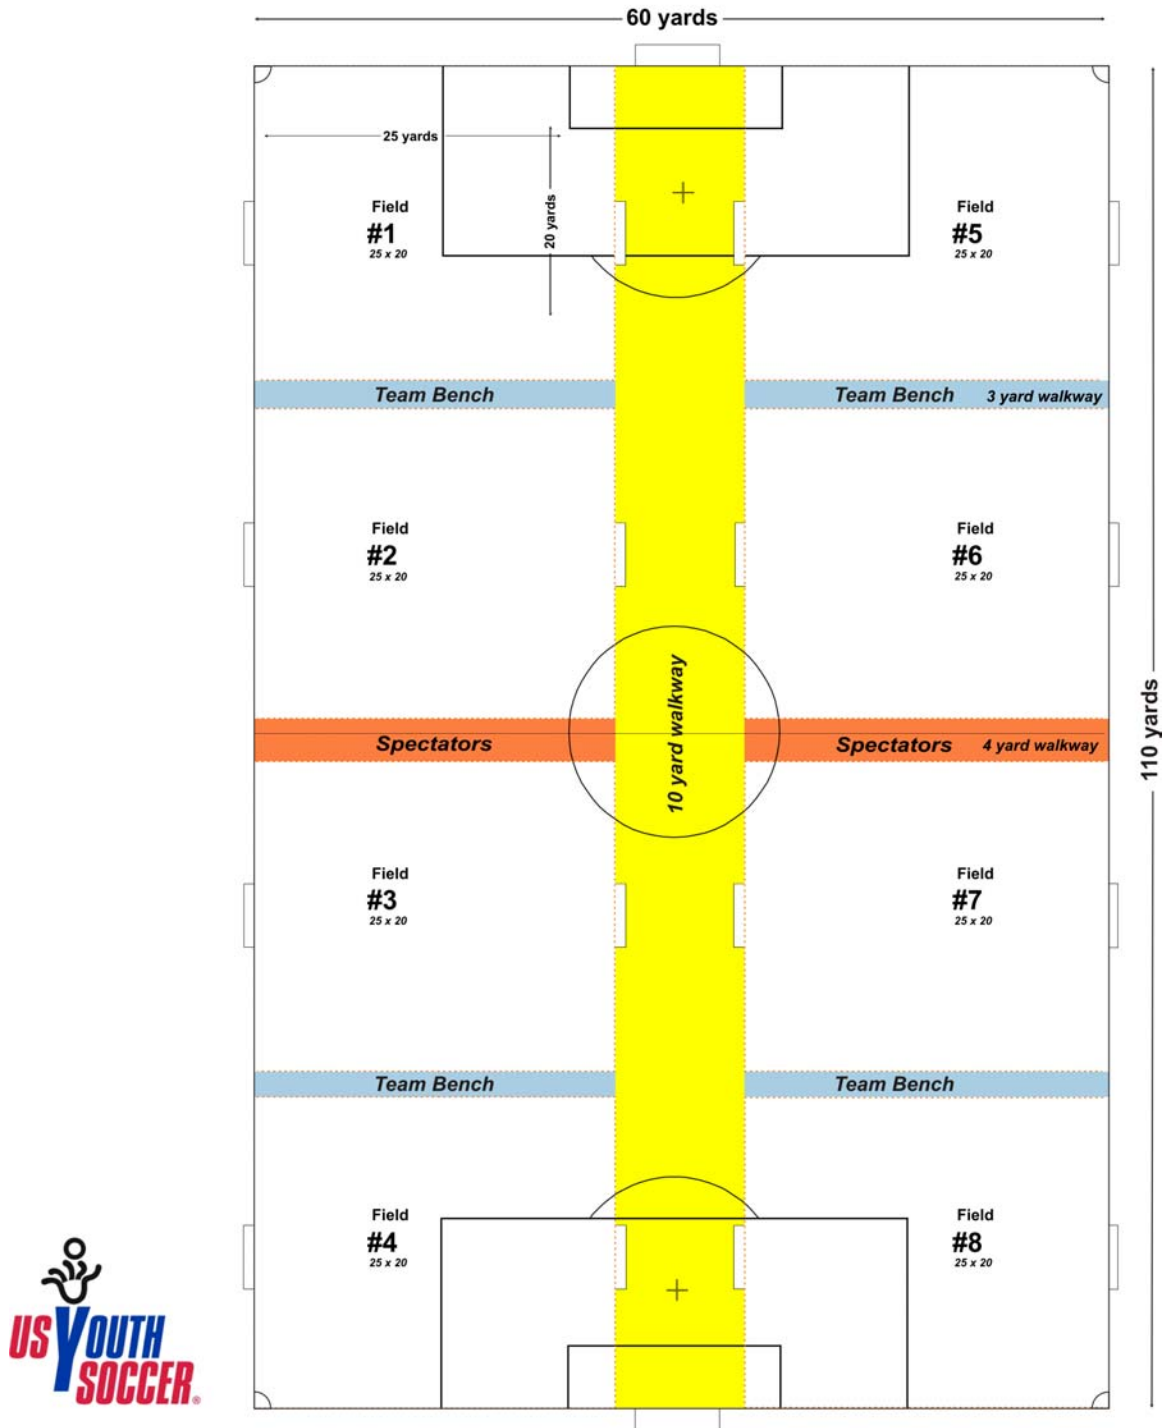 60 yards
25 yards
20 yards
Field
#1
25 x 20
Field
#5
25 x 20
Team Bench
Team Bench 3 yard walkway
Field
#2
25 x 20
Field
#6
25 x 20
10 yard walkway
Spectators
Spectators 4 yard walkway
110 yards
Field
#3
25 x 20
Field
#7
25 x 20
Team Bench
Team Bench
Field
#4
25 x 20
Field
#8
25 x 20
US YOUTH
SOCCER®